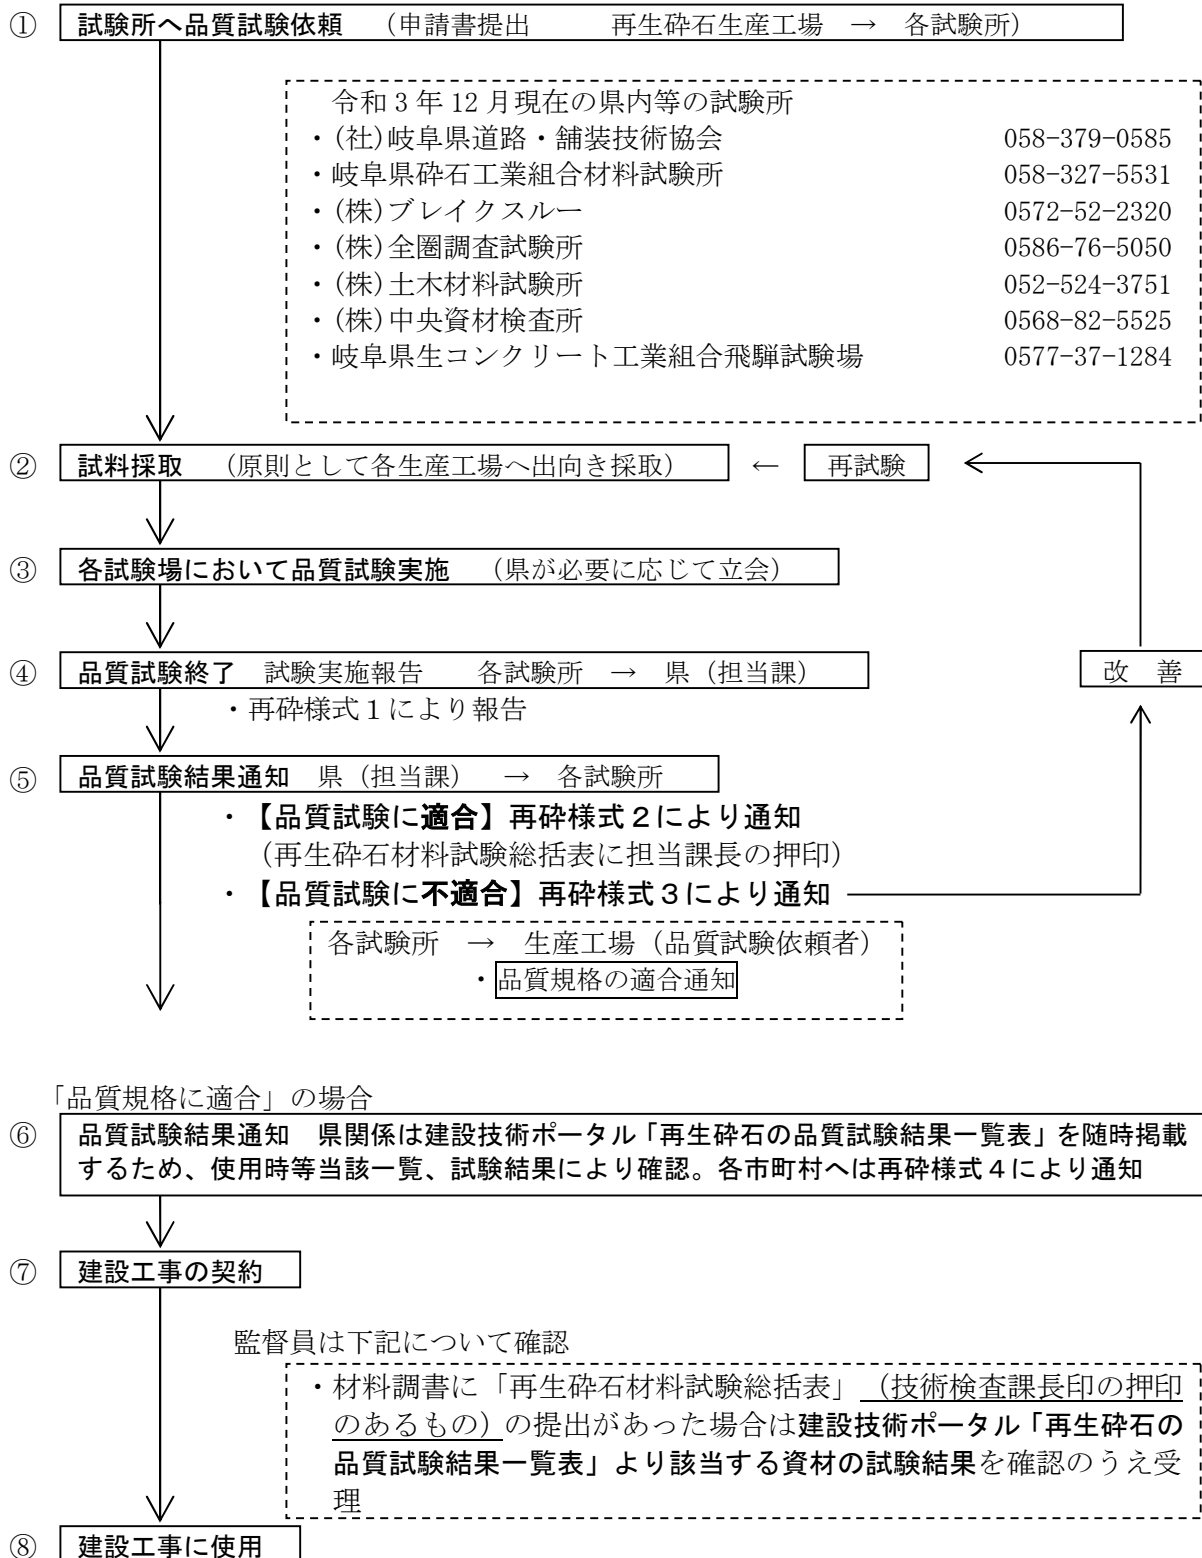 ① 試験所へ品質試験依頼 （申請書提出 再生砕石生産工場 → 各試験所）
令和3年12月現在の県内等の試験所
・(社)岐阜県道路・舗装技術協会 058-379-0585
・岐阜県砕石工業組合材料試験所 058-327-5531
・(株)ブレイクスルー 0572-52-2320
・(株)全圏調査試験所 0586-76-5050
・(株)土木材料試験所 052-524-3751
・(株)中央資材検査所 0568-82-5525
・岐阜県生コンクリート工業組合飛騨試験場 0577-37-1284
② 試料採取 （原則として各生産工場へ出向き採取） ← 再試験
③ 各試験場において品質試験実施 （県が必要に応じて立会）
④ 品質試験終了 試験実施報告 各試験所 → 県（担当課） 改 善
・再砕様式１により報告
⑤ 品質試験結果通知 県（担当課） → 各試験所
・【品質試験に適合】再砕様式２により通知
（再生砕石材料試験総括表に担当課長の押印）
・【品質試験に不適合】再砕様式３により通知
各試験所 → 生産工場（品質試験依頼者）
・品質規格の適合通知
「品質規格に適合」の場合
⑥ 品質試験結果通知 県関係は建設技術ポータル「再生砕石の品質試験結果一覧表」を随時掲載
するため、使用時等当該一覧、試験結果により確認。各市町村へは再砕様式４により通知
⑦ 建設工事の契約
監督員は下記について確認
・材料調書に「再生砕石材料試験総括表」（技術検査課長印の押印
のあるもの）の提出があった場合は建設技術ポータル「再生砕石の
品質試験結果一覧表」より該当する資材の試験結果を確認のうえ受
理
⑧ 建設工事に使用